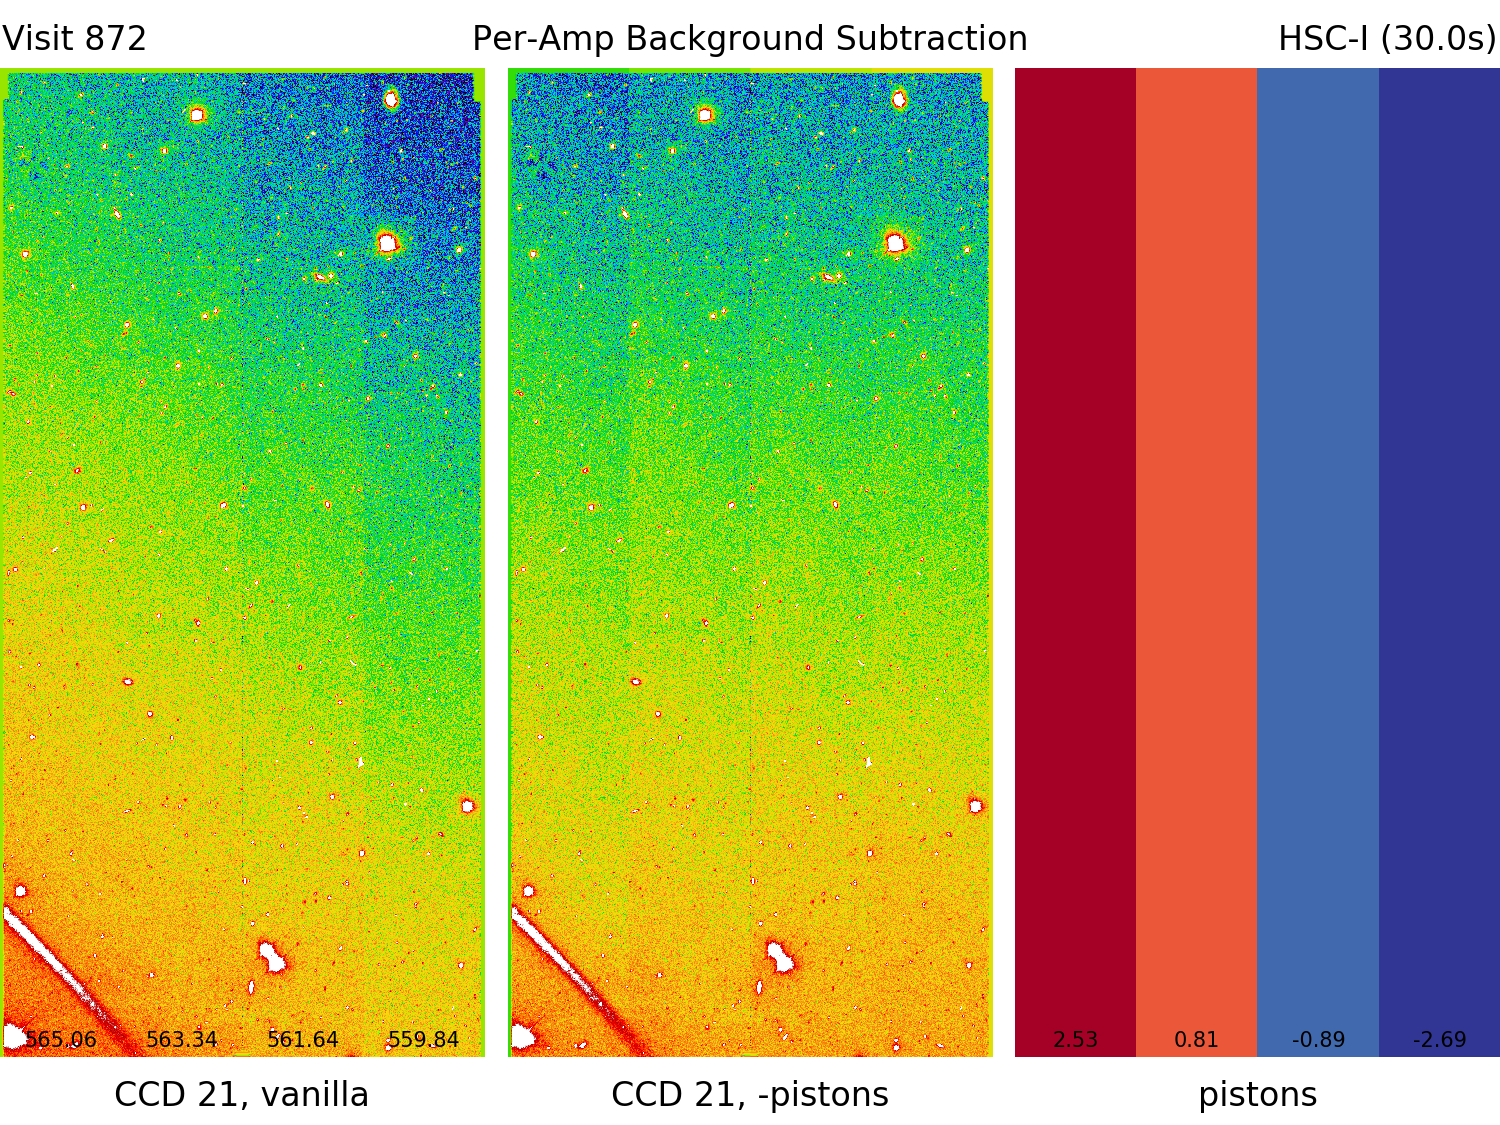 Visit 872 Per-Amp Background Subtraction HSC-I (30.0s)
565.06 563.34 561.64 559.84 2.53 0.81 -0.89 -2.69
CCD 21, vanilla CCD 21, -pistons pistons